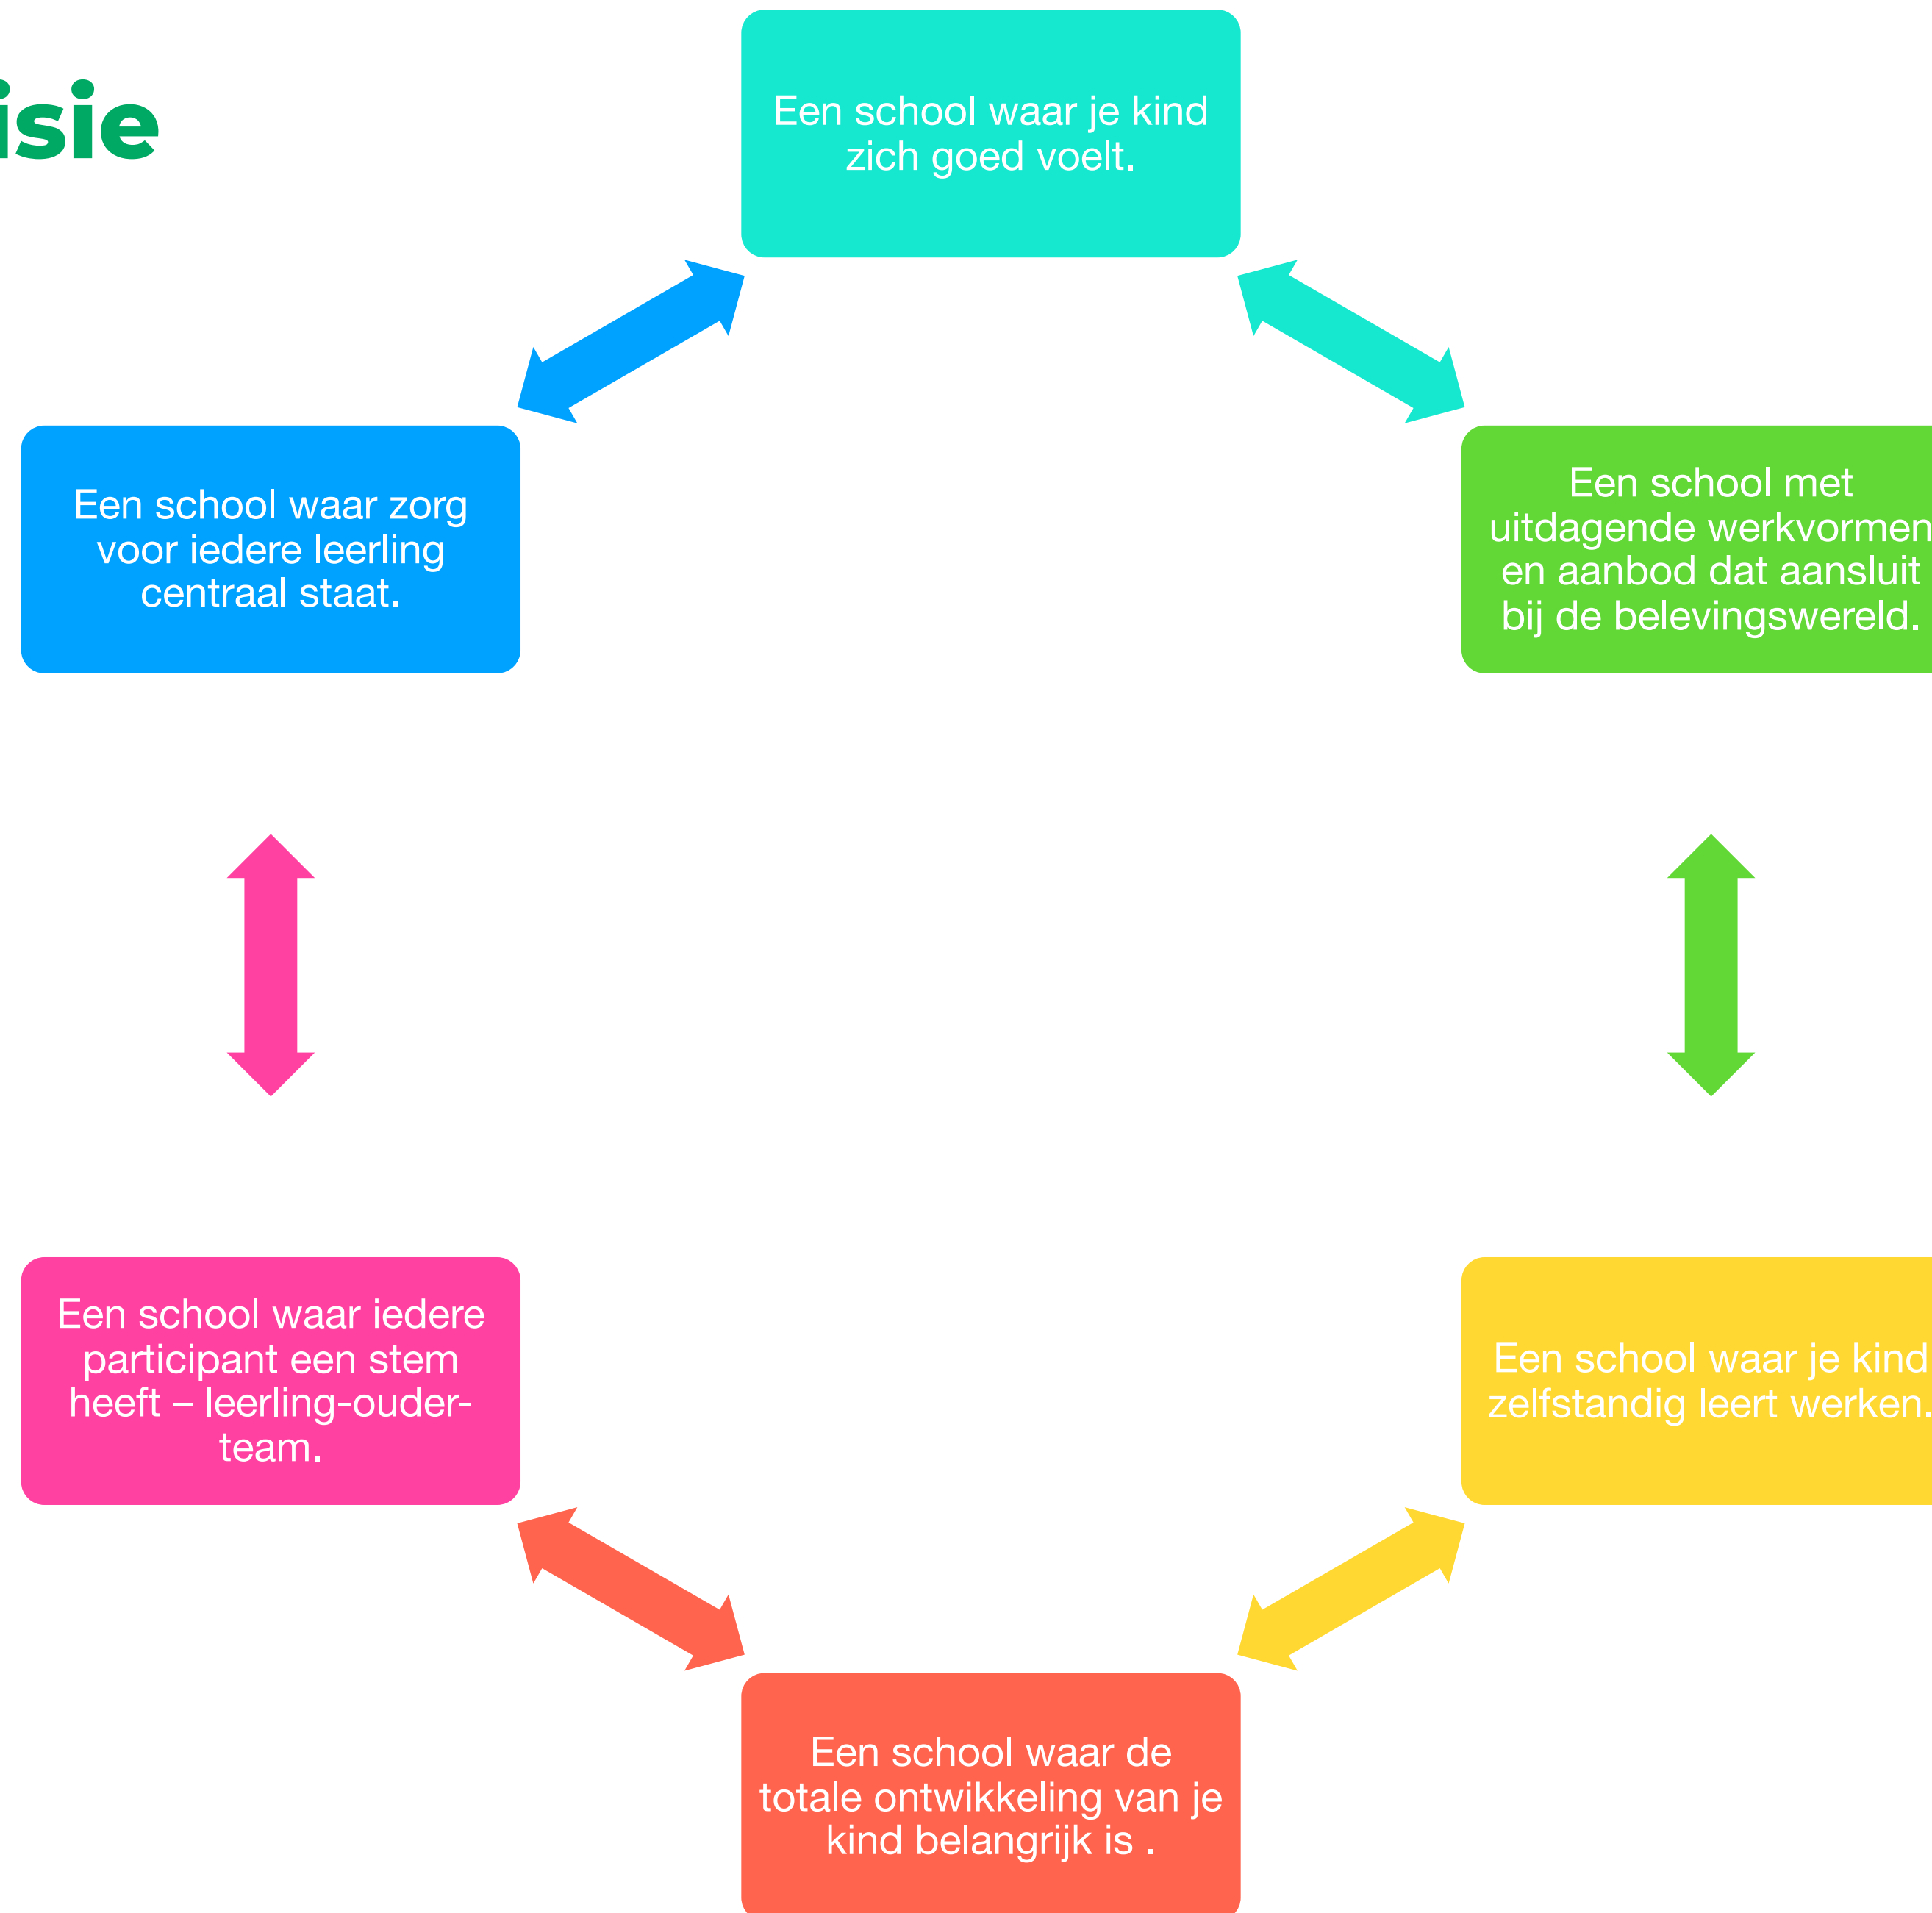 isie
Een school waar je kind
zich goed voelt.
Een school waar zorg
voor iedere leerling
centraal staat.
Een school met
uitdagende werkvormen
en aanbod dat aansluit
bij de belevingswereld.
Een school waar iedere
participant een stem
heeft – leerling-ouder-
team.
Een school waar je kind
zelfstandig leert werken.
Een school waar de
totale ontwikkeling van je
kind belangrijk is .